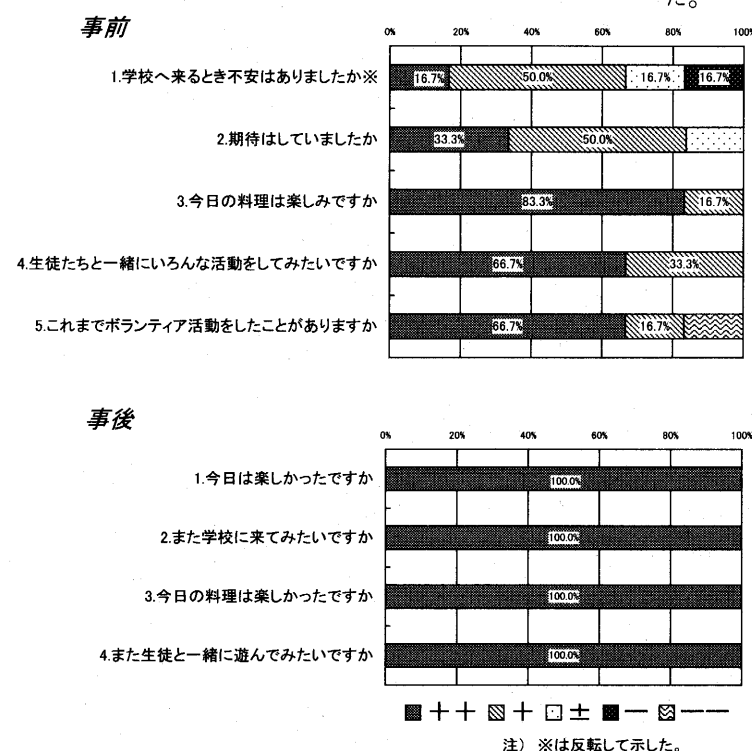 た。
事前
0% 20% 40% 60% 80% 100%
1.学校へ来るとき不安はありましたか※ 16.7% 50.0% 16.7% 16.7%
2.期待はしていましたか 33.3% 50.0%
3.今日の料理は楽しみですか 83.3% 16.7%
4.生徒たちと一緒にいろんな活動をしてみたいですか 66.7% 33.3%
5.これまでボランティア活動をしたことがありますか 66.7% 16.7%
事後
0% 20% 40% 60% 80% 100%
1.今日は楽しかったですか 100.0%
2.また学校に来てみたいですか 100.0%
3.今日の料理は楽しかったですか 100.0%
4.また生徒と一緒に遊んでみたいですか 100.0%
++ + ± − −−
注) ※は反転して示した。